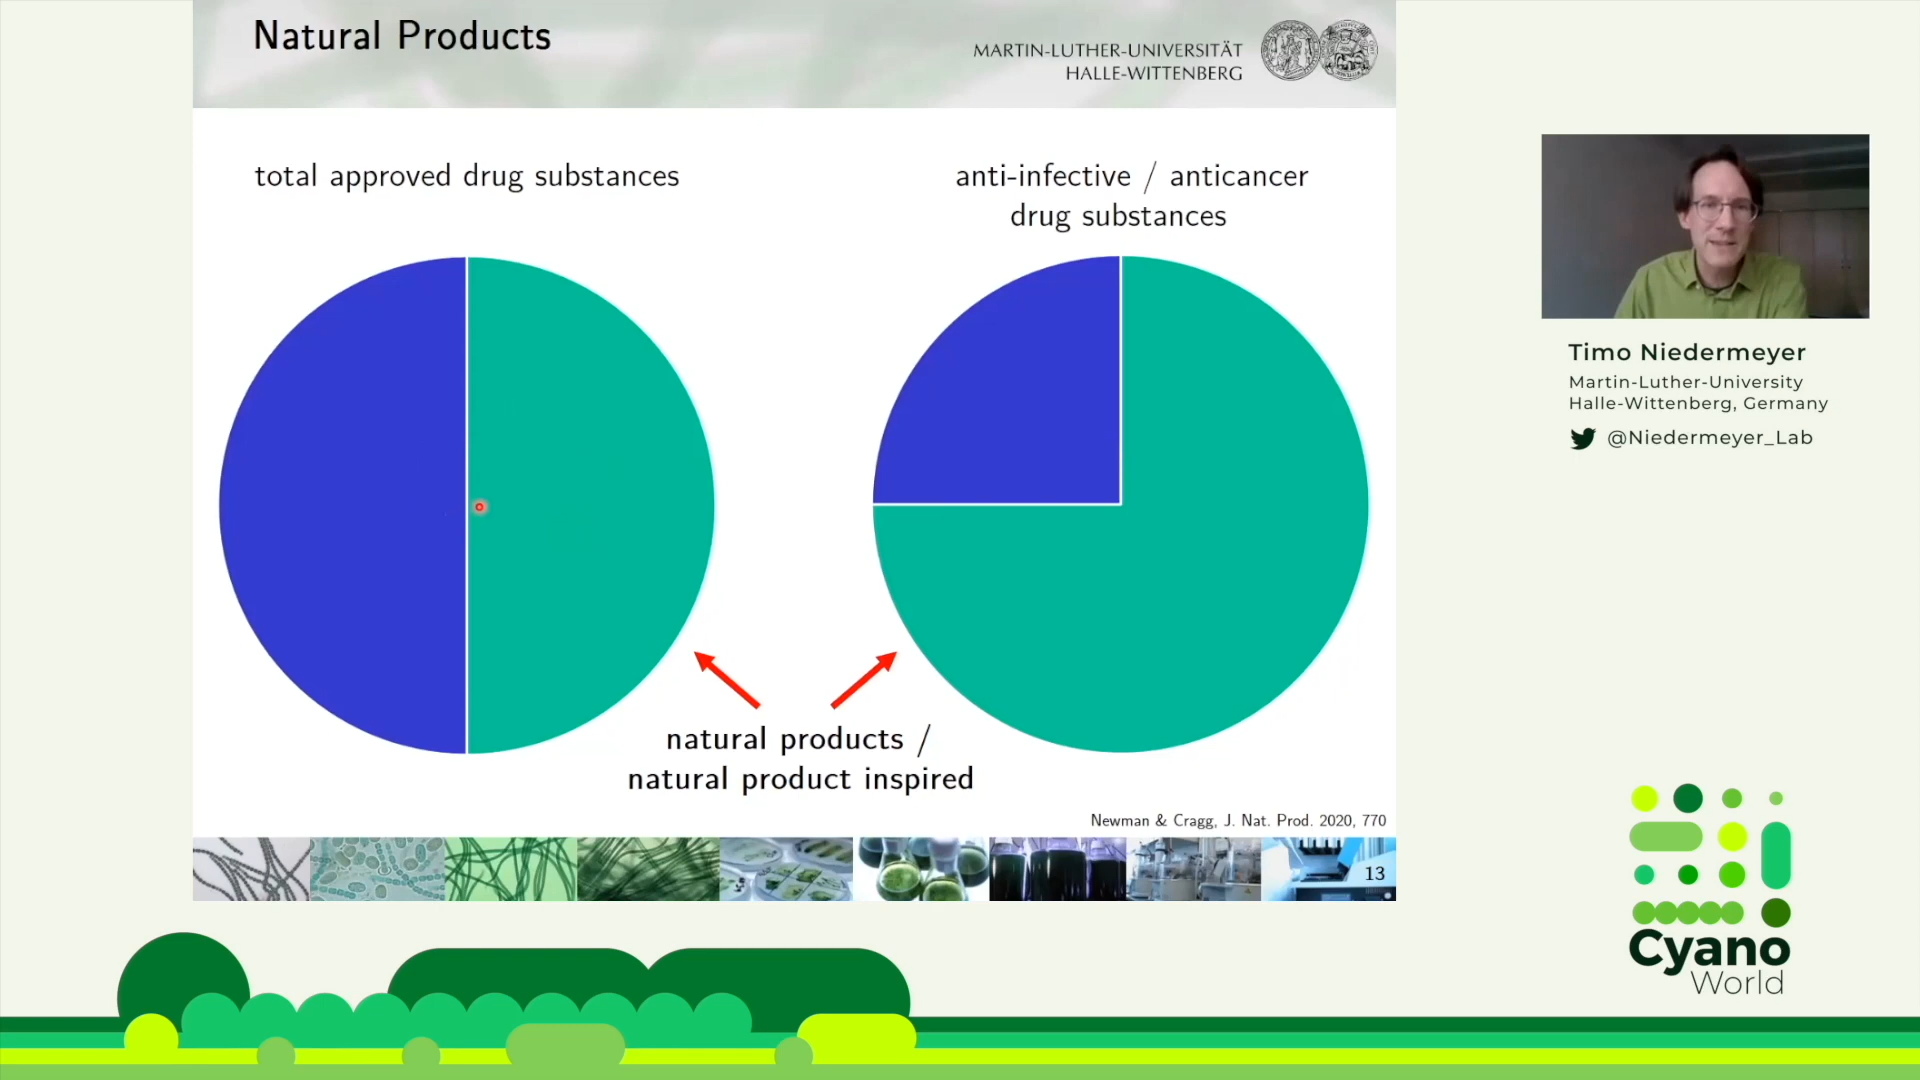 Natural Products
MARTIN-LUTHER-UNIVERSITÄT
HALLE-WITTENBERG
total approved drug substances
anti-infective / anticancer
drug substances
natural products /
natural product inspired
Newman & Cragg, J. Nat. Prod. 2020, 770
13
Timo Niedermeyer
Martin-Luther-University
Halle-Wittenberg, Germany
@Niedermeyer_Lab
Cyano
World